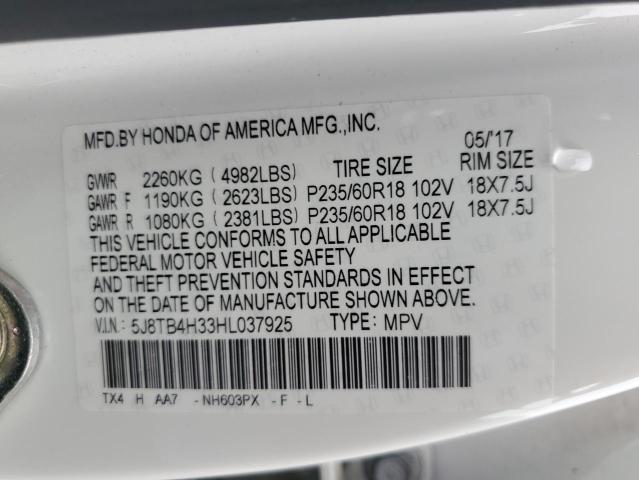 MFD.BY HONDA OF AMERICA MFG.,INC.
05/17
GVWR 2260KG ( 4982LBS) TIRE SIZE RIM SIZE
GAWR F 1190KG ( 2623LBS) P235/60R18 102V 18X7.5J
GAWR R 1080KG ( 2381LBS) P235/60R18 102V 18X7.5J
THIS VEHICLE CONFORMS TO ALL APPLICABLE
FEDERAL MOTOR VEHICLE SAFETY
AND THEFT PREVENTION STANDARDS IN EFFECT
ON THE DATE OF MANUFACTURE SHOWN ABOVE.
V.I.N.: 5J8TB4H33HL037925 TYPE: MPV
TX4 H AA7 -NH603PX -F -L